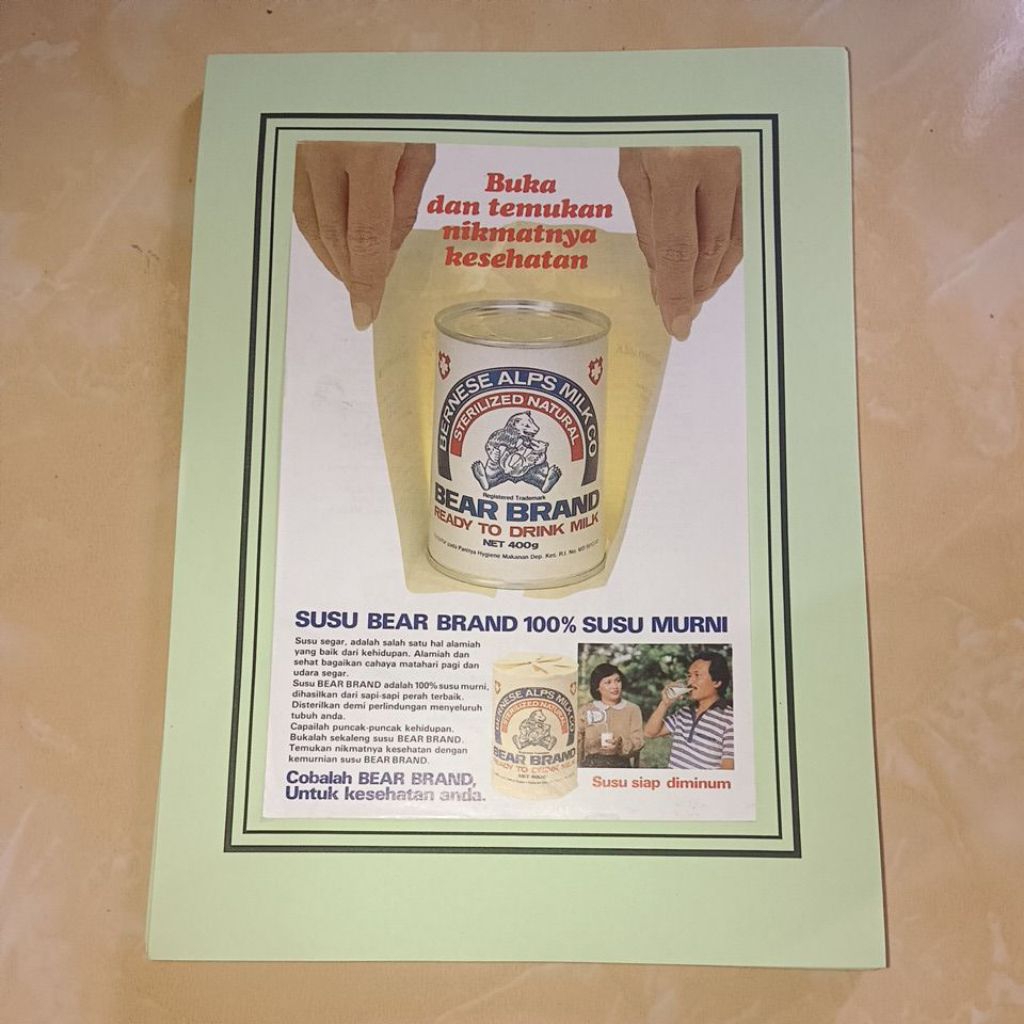 Buka
dan temukan
nikmatnya
kesehatan
BERNESE ALPS MILK CO
STERILIZED NATURAL
Registered Trademark
BEAR BRAND
READY TO DRINK MILK
NET 400g
Hygiene Makanan Dep. Kes. R.I. No.
SUSU BEAR BRAND 100% SUSU MURNI
Susu segar, adalah salah satu hal alamiah
yang baik dari kehidupan. Alamiah dan
sehat bagaikan cahaya matahari pagi dan
udara segar.
Susu BEAR BRAND adalah 100% susu murni,
dihasilkan dari sapi-sapi perah terbaik.
Disterilkan demi perlindungan menyeluruh
tubuh anda.
Capailah puncak-puncak kehidupan.
Bukalah sekaleng susu BEAR BRAND.
Temukan nikmatnya kesehatan dengan
kemurnian susu BEAR BRAND.
Cobalah BEAR BRAND,
Untuk kesehatan anda.
BERNESE ALPS MILK CO
STERILIZED NATURAL
BEAR BRAND
READY TO DRINK MILK
Susu siap diminum